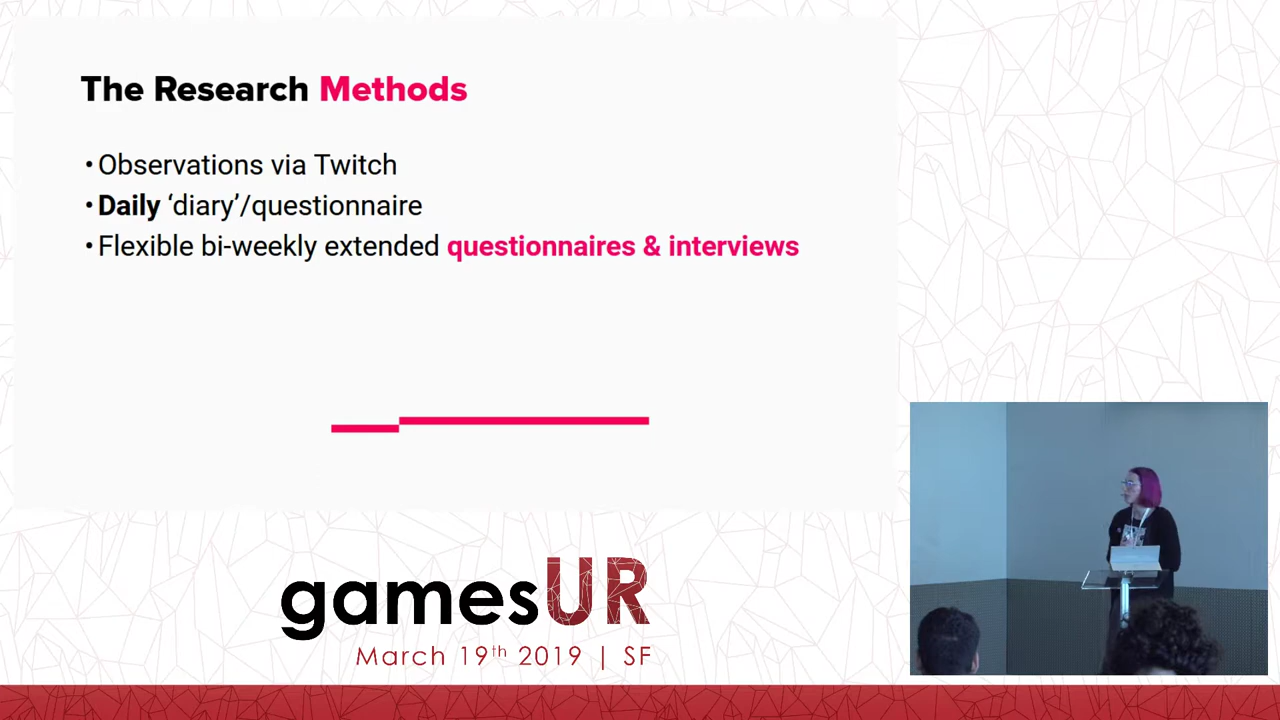 The Research Methods
• Observations via Twitch
• Daily ‘diary’/questionnaire
• Flexible bi-weekly extended questionnaires & interviews
gamesUR
March 19th 2019 | SF